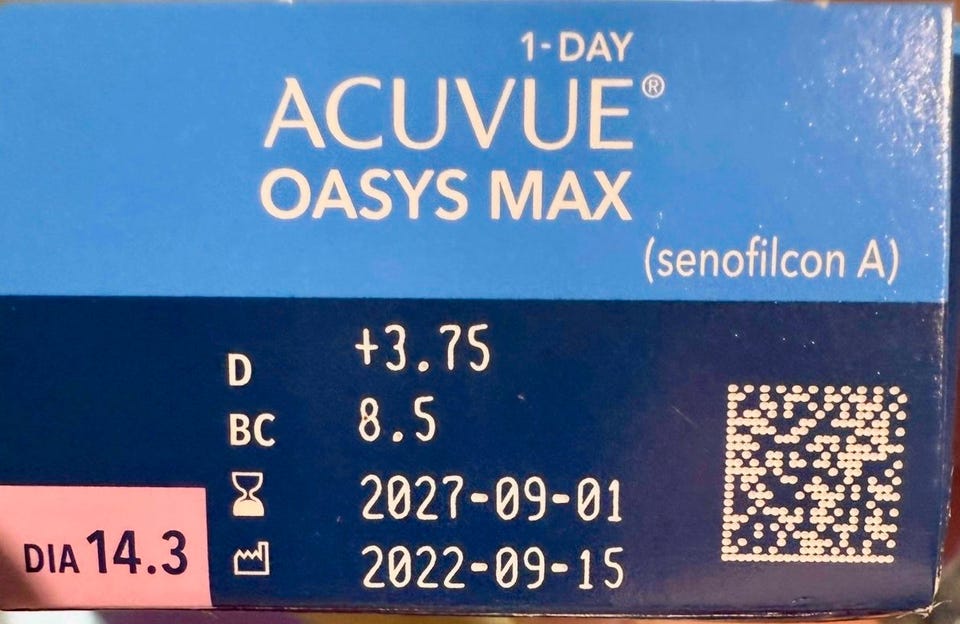 1-DAY
ACUVUE®
OASYS MAX
(senofilcon A)
D +3.75
BC 8.5
2027-09-01
2022-09-15
DIA 14.3